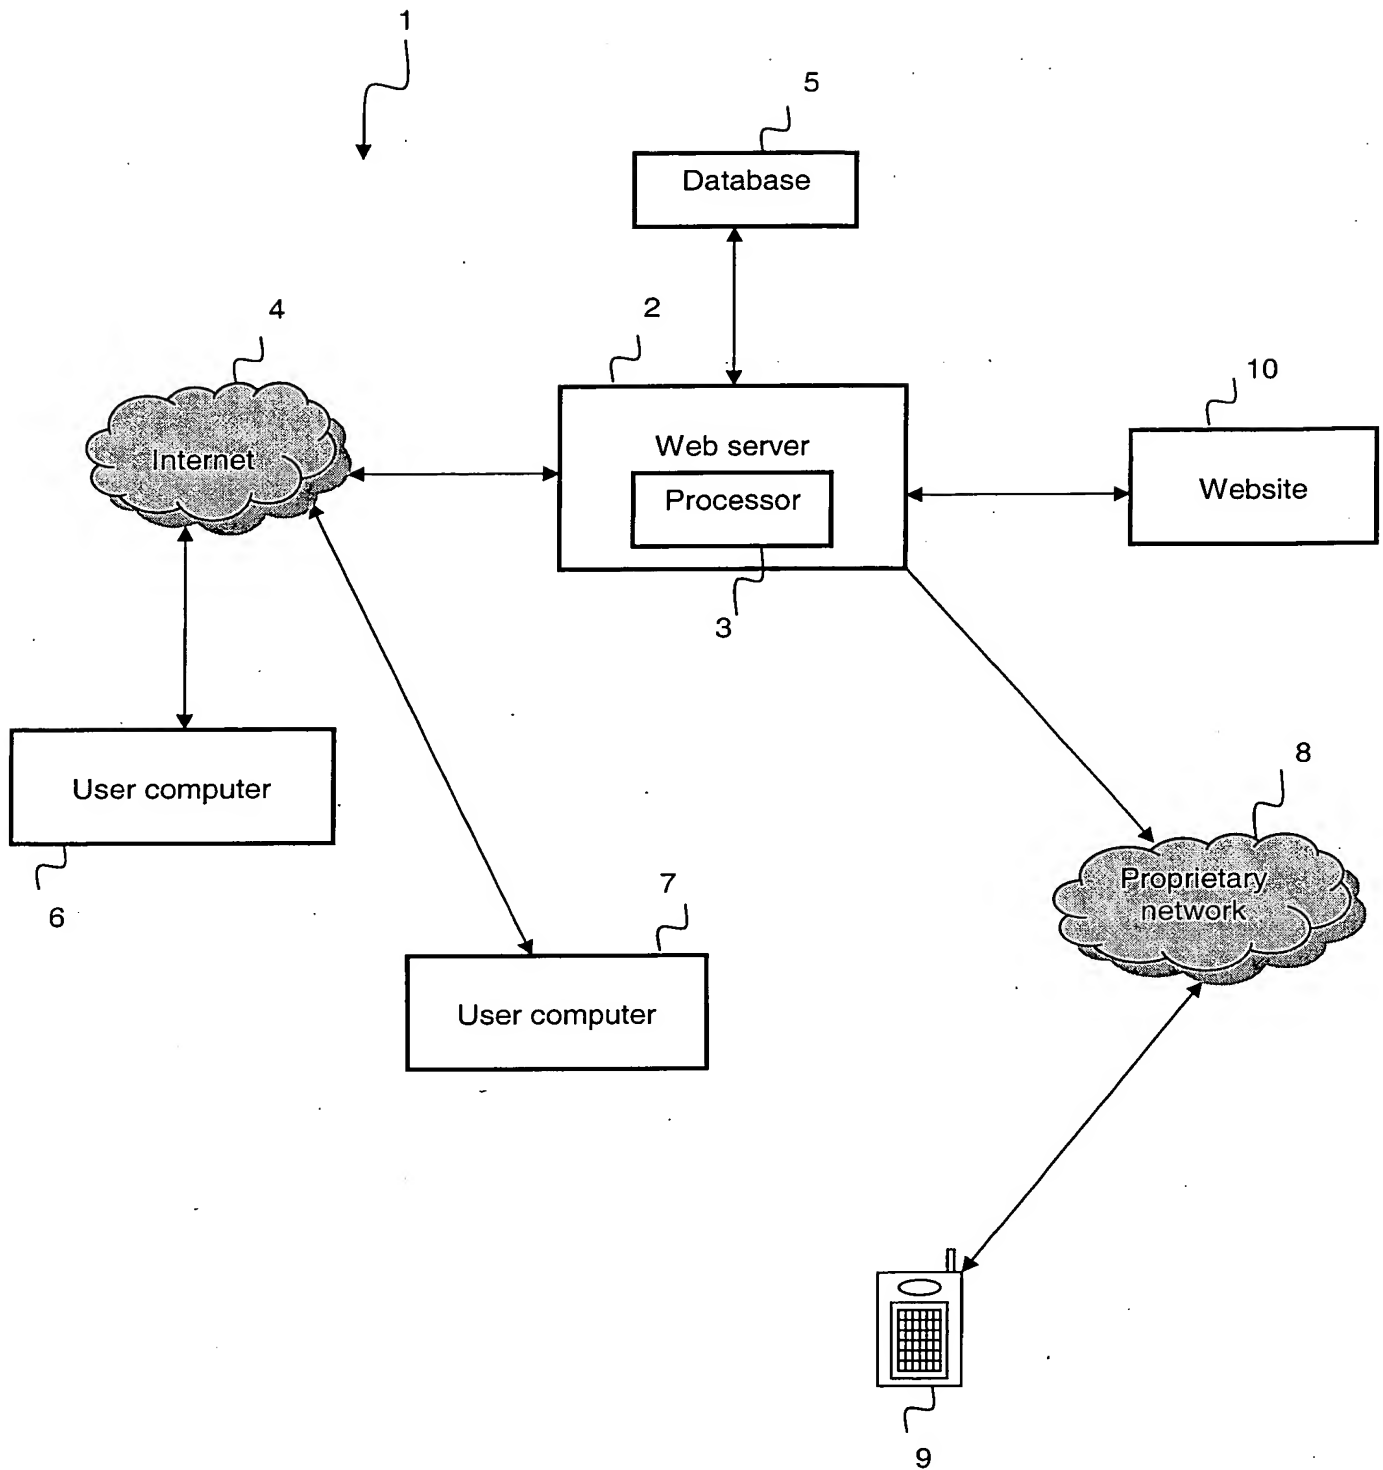 1
5
Database
4
2
10
Internet
Web server
Processor
Website
3
User computer
8
6
7
Proprietary
network
User computer
9